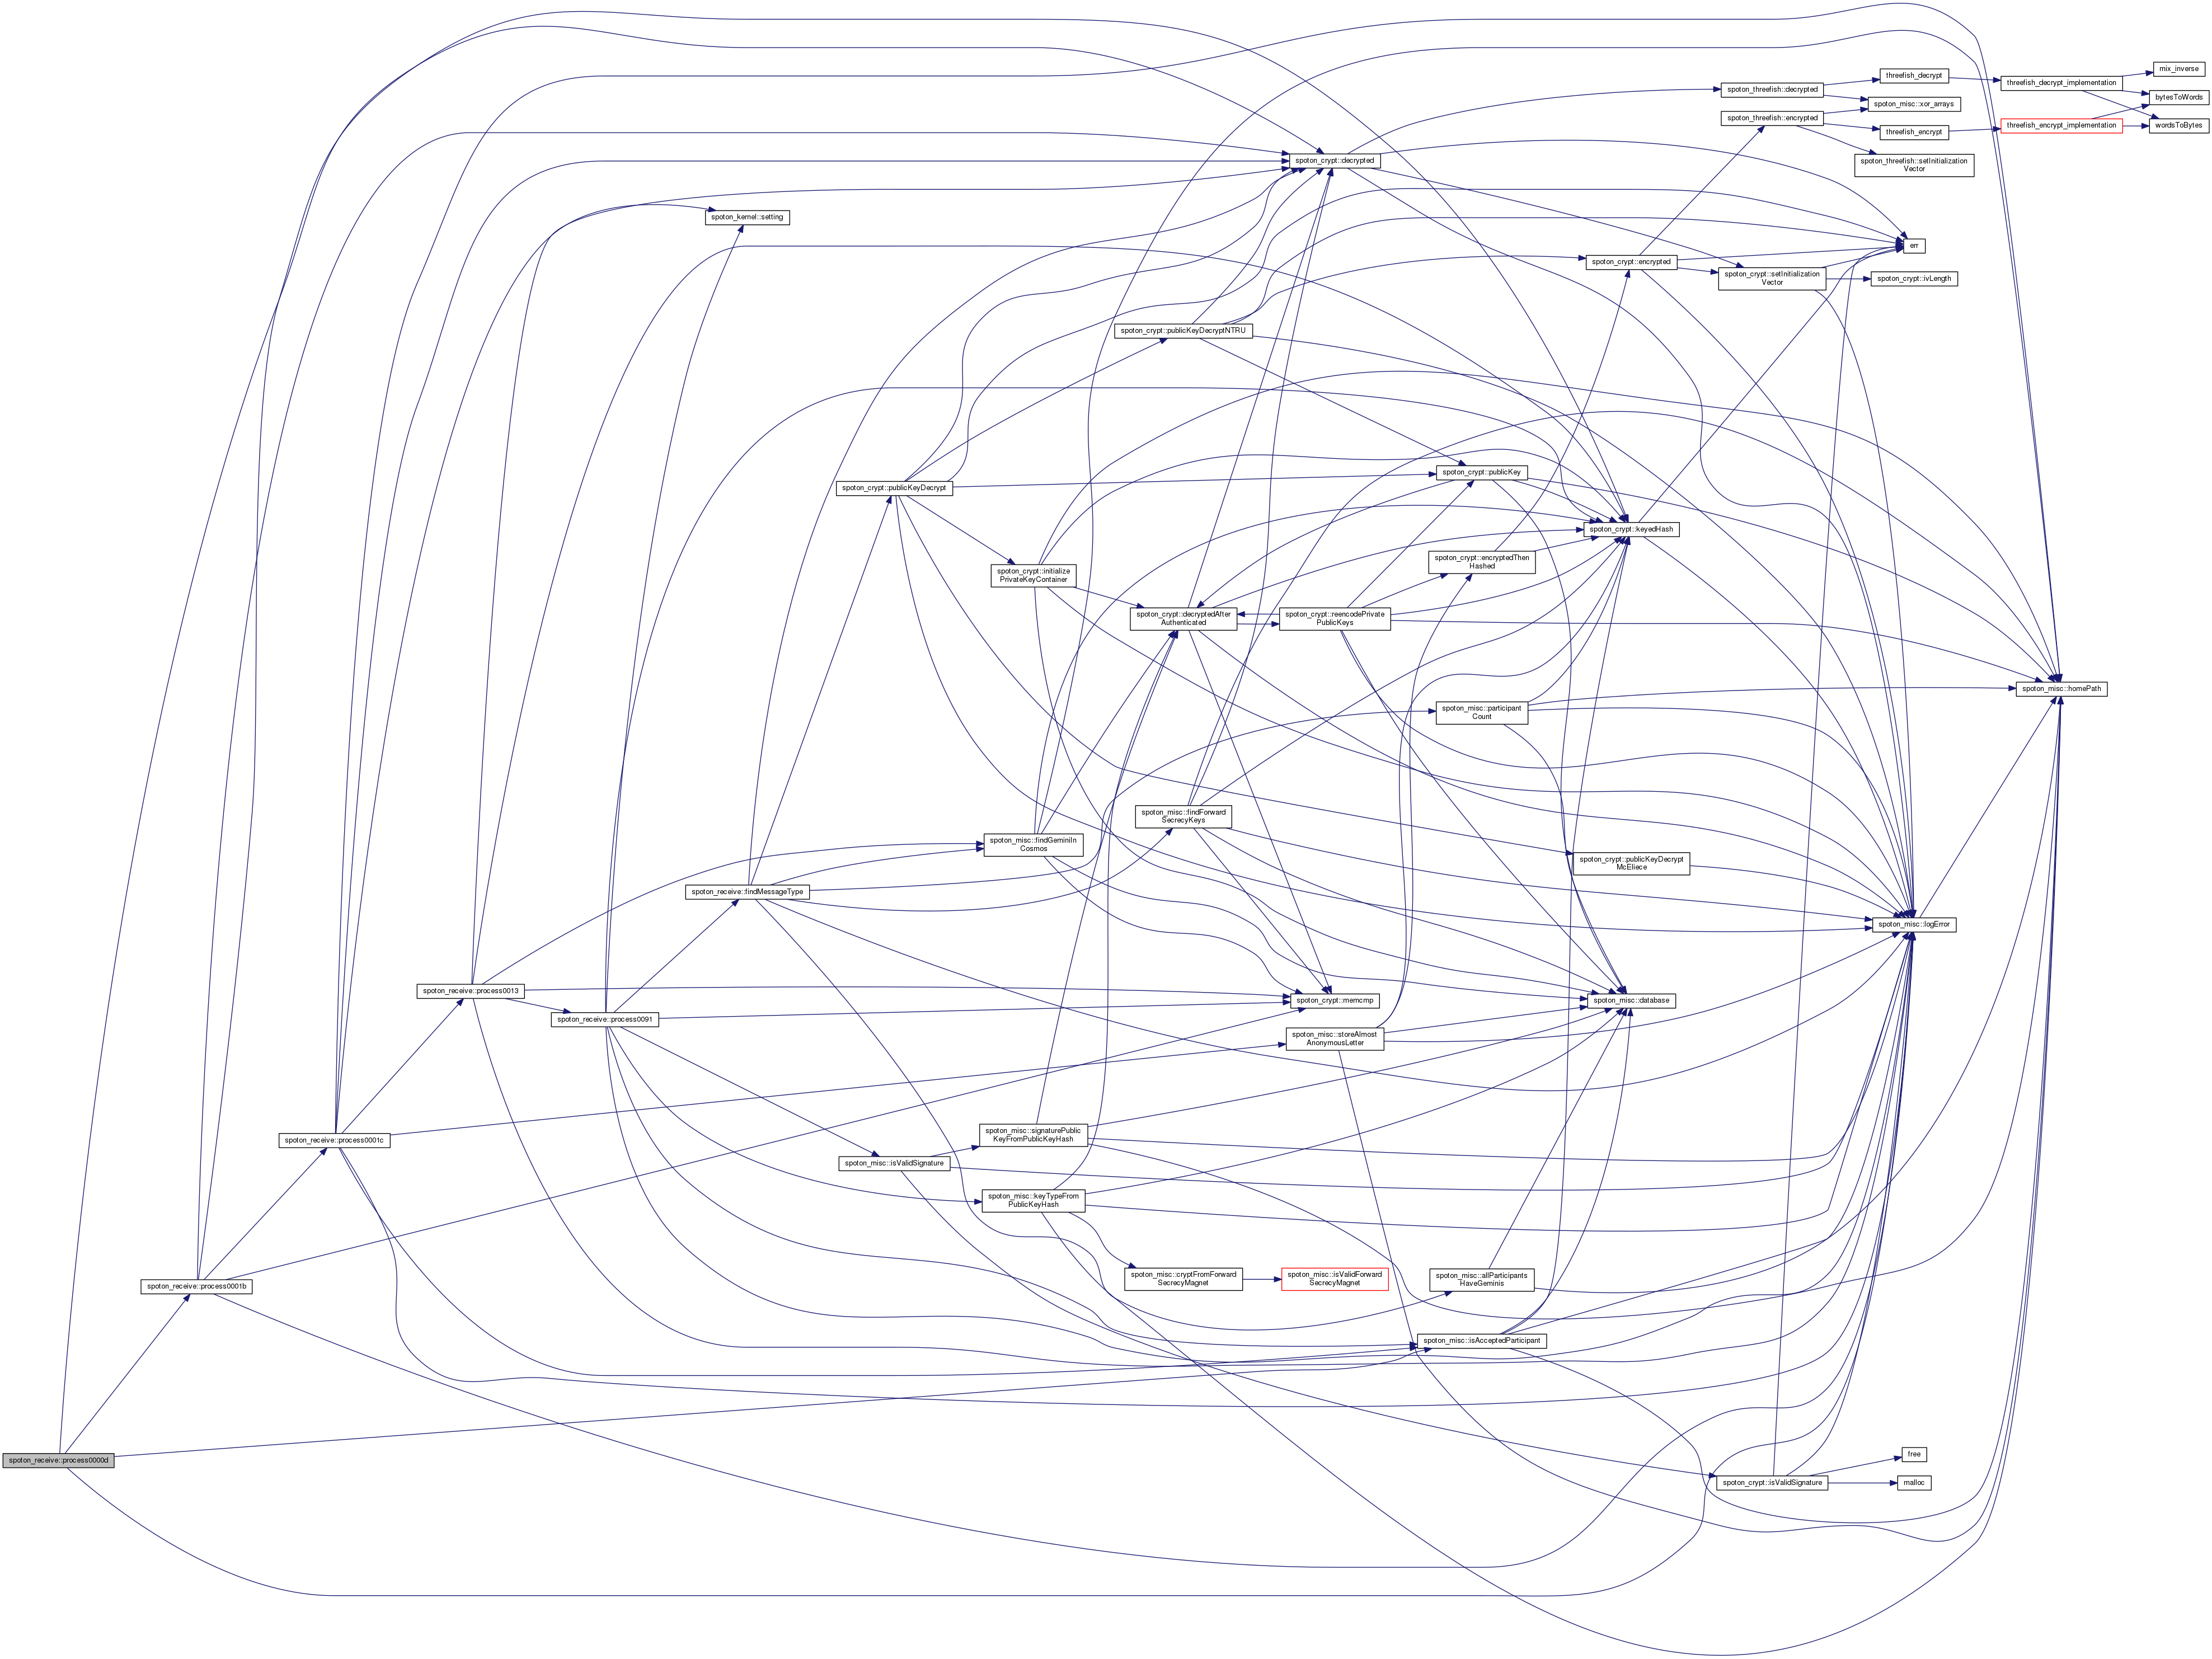 mix_inverse
threefish_decrypt
threefish_decrypt_implementation
spoton_threefish::decrypted
bytesToWords
spoton_misc::xor_arrays
spoton_threefish::encrypted
threefish_encrypt_implementation
wordsToBytes
threefish_encrypt
spoton_crypt::decrypted
spoton_threefish::setInitialization
Vector
spoton_kernel::setting
err
spoton_crypt::encrypted
spoton_crypt::setInitialization
Vector
spoton_crypt::ivLength
spoton_crypt::publicKeyDecryptNTRU
spoton_crypt::publicKey
spoton_crypt::publicKeyDecrypt
spoton_crypt::keyedHash
spoton_crypt::encryptedThen
Hashed
spoton_crypt::initialize
PrivateKeyContainer
spoton_crypt::decryptedAfter
Authenticated
spoton_crypt::reencodePrivate
PublicKeys
spoton_misc::homePath
spoton_misc::participant
Count
spoton_misc::findForward
SecrecyKeys
spoton_misc::findGeminiIn
Cosmos
spoton_crypt::publicKeyDecrypt
McEliece
spoton_receive::findMessageType
spoton_misc::logError
spoton_receive::process0013
spoton_crypt::memcmp
spoton_misc::database
spoton_receive::process0091
spoton_misc::storeAlmost
AnonymousLetter
spoton_receive::process0001c
spoton_misc::signaturePublic
KeyFromPublicKeyHash
spoton_misc::isValidSignature
spoton_misc::keyTypeFrom
PublicKeyHash
spoton_receive::process0001b
spoton_misc::cryptFromForward
SecrecyMagnet
spoton_misc::isValidForward
SecrecyMagnet
spoton_misc::allParticipants
HaveGeminis
spoton_misc::isAcceptedParticipant
spoton_receive::process0000d
free
spoton_crypt::isValidSignature
malloc